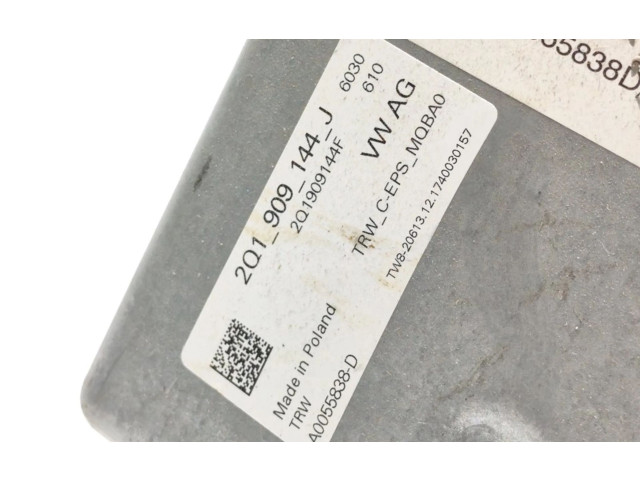 2Q1_909_144_J
6030
2Q1909144F
610
VW AG
TRW_C-EPS_MQBA0
TW8-20613.12.1740030157
Made in Poland
TRW
A0055838-D
55838D